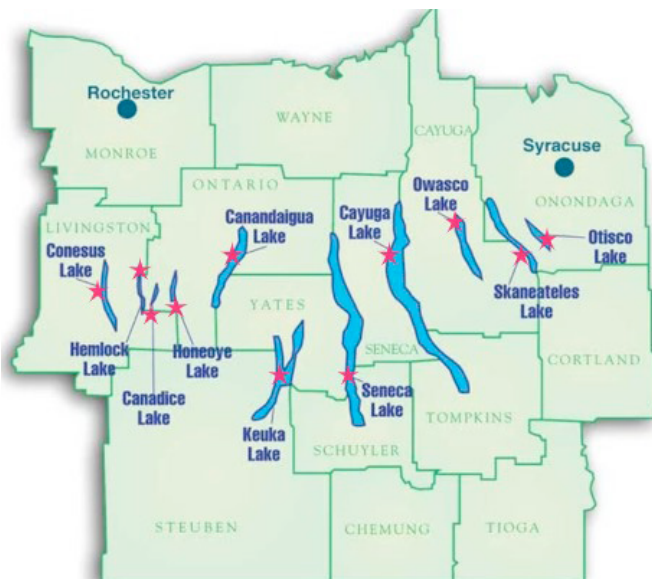 Rochester
WAYNE
CAYUGA
MONROE
Syracuse
ONTARIO
Owasco
Lake
ONDONDAGA
LIVINGSTON
Canandaigua
Lake
Cayuga
Lake
Otisco
Lake
Conesus
Lake
Skaneateles
Lake
YATES
Hemlock
Lake
Honeoye
Lake
SENECA
CORTLAND
Canadice
Lake
Seneca
Lake
Keuka
Lake
TOMPKINS
SCHUYLER
STEUBEN
CHEMUNG
TIOGA